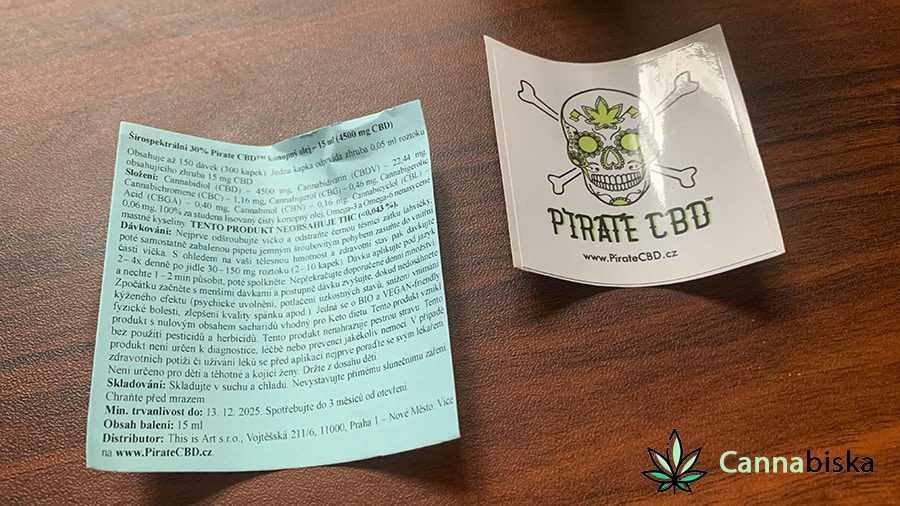 Širospektrální 30% Pirate CBD™ konopný olej – 15 ml (4500 mg CBD)
Obsahuje až 150 dávek (300 kapek). Jedna kapka odpovídá zhruba 0,05 ml roztoku
obsahujícího zhruba 15 mg CBD
Složení: Cannabidiol (CBD) – 4500 mg, Cannabidivarin (CBDV) – 22,44 mg,
Cannabichromene (CBC) – 1,16 mg, Cannabigerol (CBG) – 0,46 mg, Cannabigerolic
Acid (CBGA) – 0,40 mg, Cannabinol (CBN) – 0,16 mg, Cannabicyclol (CBL) –
0,06 mg, 100% za studena lisovaný čistý konopný olej, Omega-3 a Omega-6 nenasycené
mastné kyseliny. TENTO PRODUKT NEOBSAHUJE THC (<0,043 %).
Dávkování: Nejprve odšroubujte víčko a odstraňte černou těsnící zátku lahvičky,
poté samostatně zabalenou pipetu jemným šroubovitým pohybem zasuňte do vnitřní
části víčka. S ohledem na vaši tělesnou hmotnost a zdravotní stav pak dávkujte
2–4x denně po jídle 30–150 mg roztoku (2–10 kapek). Dávku aplikujte pod jazyk
a nechte 1–2 min působit, poté spolkněte. Nepřekračujte doporučené denní množství.
Zpočátku začněte s menšími dávkami a postupně dávku zvyšujte, dokud nedosáhnete
kýženého efektu (psychické uvolnění, potlačení úzkostných stavů, snížení vnímání
fyzické bolesti, zlepšení kvality spánku apod.). Jedná se o BIO a VEGAN-friendly
produkt s nulovým obsahem sacharidů vhodný pro Keto dietu. Tento produkt vznikl
bez použití pesticidů a herbicidů. Tento produkt nenahrazuje pestrou stravu. Tento
produkt není určen k diagnostice, léčbě nebo prevenci jakékoliv nemoci. V případě
zdravotních potíží či užívání léků se před aplikací nejprve poraďte se svým lékařem.
Není určeno pro děti a těhotné a kojící ženy. Držte z dosahu dětí.
Skladování: Skladujte v suchu a chladu. Nevystavujte přímému slunečnímu záření.
Chraňte před mrazem.
Min. trvanlivost do: 13. 12. 2025. Spotřebujte do 3 měsíců od otevření.
Obsah balení: 15 ml
Distributor: This is Art s.r.o., Vojtěšská 211/6, 11000, Praha 1 – Nové Město. Více
na www.PirateCBD.cz.
PIRATE CBD™
www.PirateCBD.cz
Cannabiska